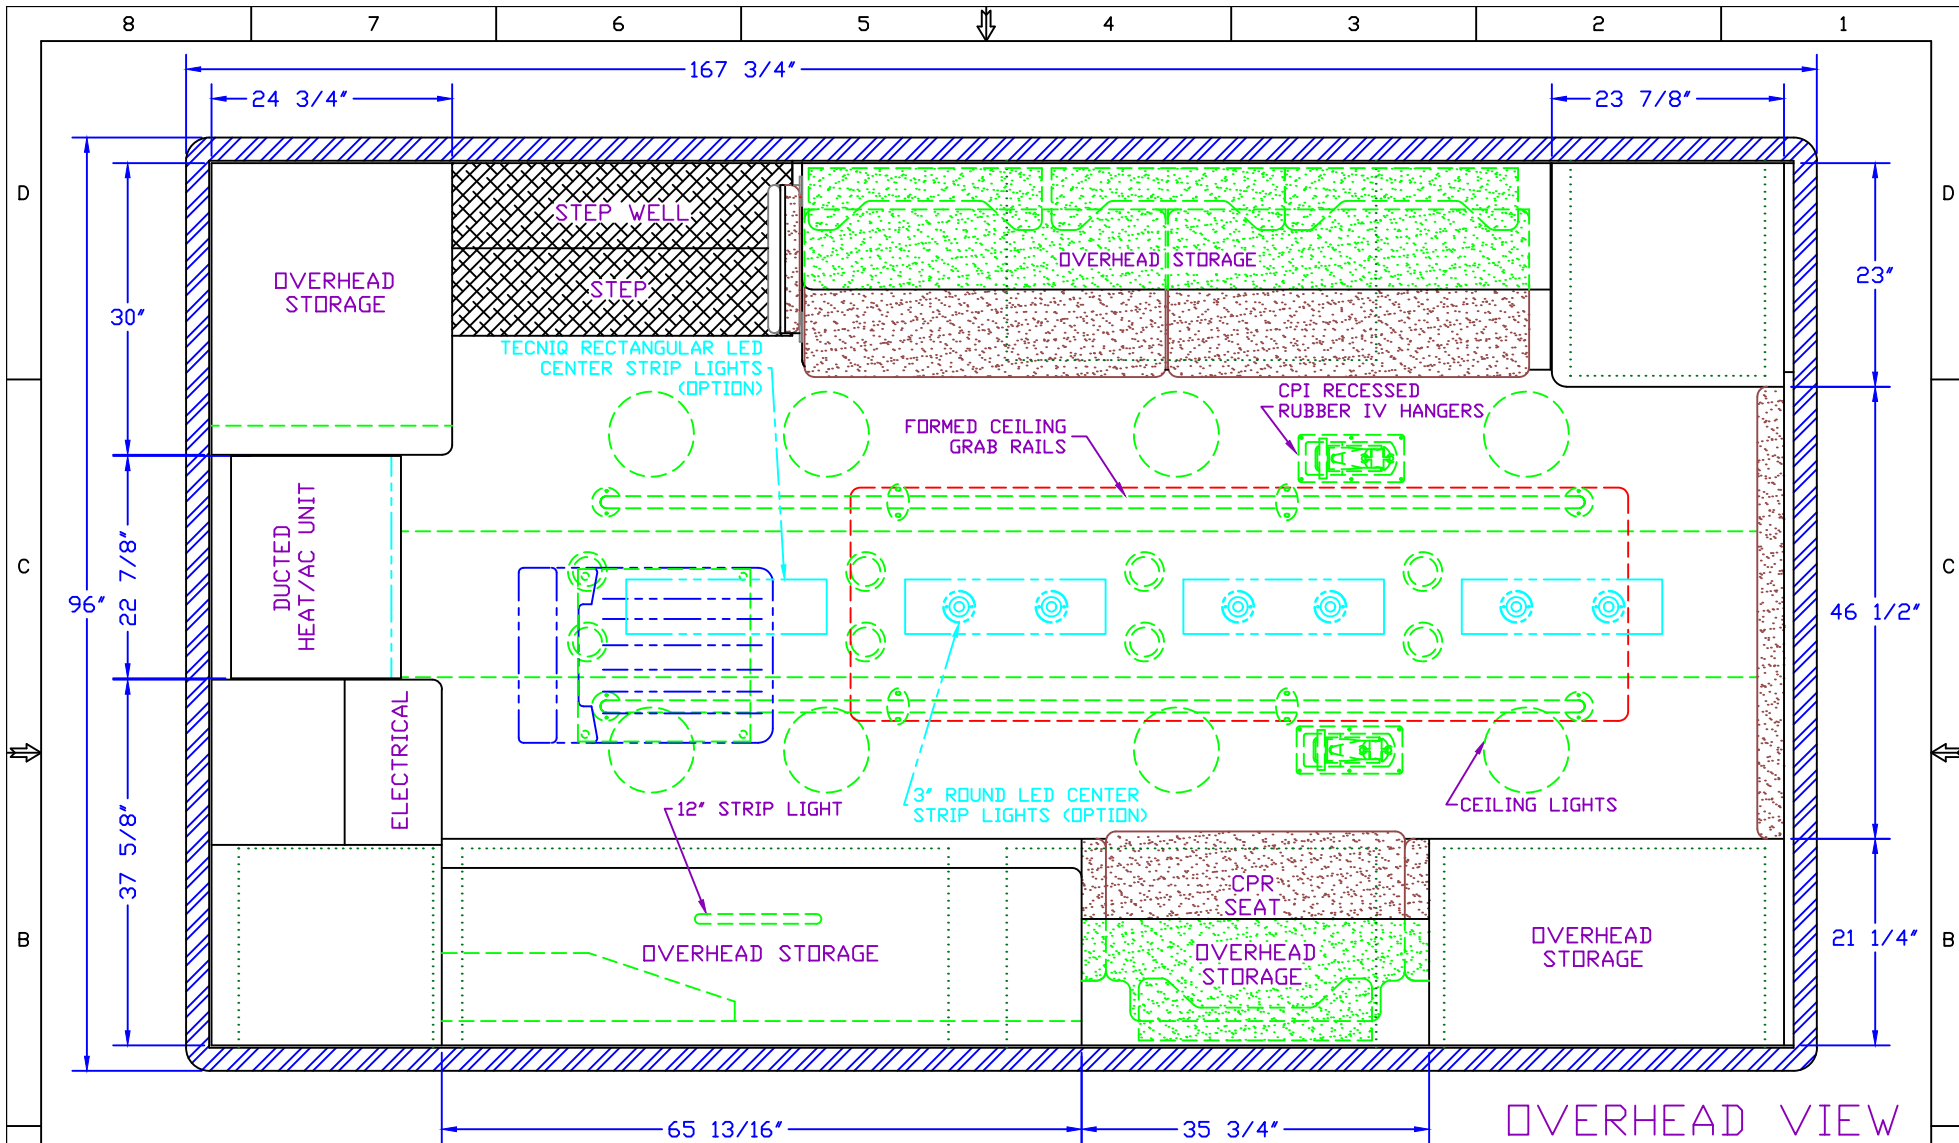 8 7 6 5 4 3 2 1
167 3/4"
24 3/4"
23 7/8"
D
D
STEP WELL
STEP
OVERHEAD
STORAGE
OVERHEAD STORAGE
30"
23"
TECNIQ RECTANGULAR LED
CENTER STRIP LIGHTS
(OPTION)
CPI RECESSED
RUBBER IV HANGERS
FORMED CEILING
GRAB RAILS
DUCTED
HEAT/AC UNIT
C
C
96"
22 7/8"
46 1/2"
ELECTRICAL
12" STRIP LIGHT
3" ROUND LED CENTER
STRIP LIGHTS (OPTION)
CEILING LIGHTS
37 5/8"
CPR
SEAT
OVERHEAD STORAGE
OVERHEAD
STORAGE
OVERHEAD
STORAGE
21 1/4"
B
B
65 13/16"
35 3/4"
OVERHEAD VIEW